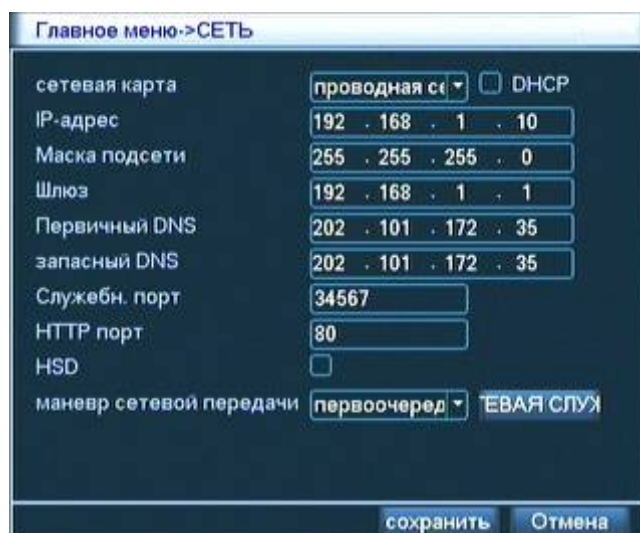 Главное меню->СЕТЬ
сетевая карта проводная се DHCP
IP-адрес 192 . 168 . 1 . 10
Маска подсети 255 . 255 . 255 . 0
Шлюз 192 . 168 . 1 . 1
Первичный DNS 202 . 101 . 172 . 35
запасный DNS 202 . 101 . 172 . 35
Служебн. порт 34567
HTTP порт 80
HSD
маневр сетевой передачи первоочеред ТЕВАЯ СЛУЖ
сохранить Отмена